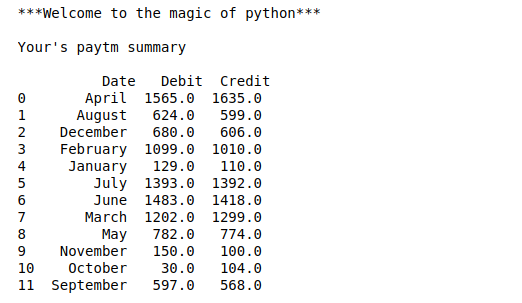 ***Welcome to the magic of python***
Your's paytm summary
Date Debit Credit
0 April 1565.0 1635.0
1 August 624.0 599.0
2 December 680.0 606.0
3 February 1099.0 1010.0
4 January 129.0 110.0
5 July 1393.0 1392.0
6 June 1483.0 1418.0
7 March 1202.0 1299.0
8 May 782.0 774.0
9 November 150.0 100.0
10 October 30.0 104.0
11 September 597.0 568.0